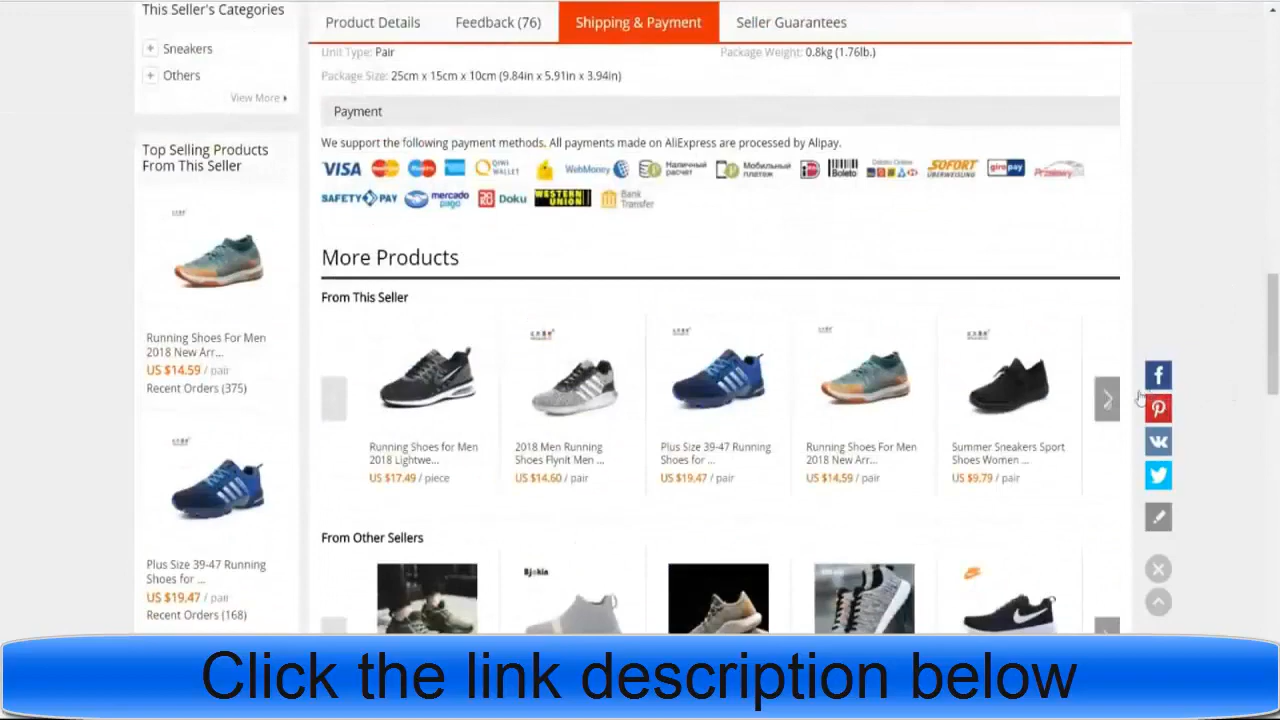 This Seller's Categories
Sneakers
Others
View More
Product Details
Feedback (76)
Shipping & Payment
Seller Guarantees
Unit Type: Pair
Package Weight: 0.8kg (1.76lb.)
Package Size: 25cm x 15cm x 10cm (9.84in x 5.91in x 3.94in)
Payment
We support the following payment methods. All payments made on AliExpress are processed by Alipay.
VISA
QIWI
WALLET
WebMoney
Наличный
расчет
Мобильный
платеж
Boleto
SOFORT
ÜBERWEISUNG
giropay
SAFETYPAY
mercado
pago
Doku
WESTERN
UNION
Bank
Transfer
Top Selling Products
From This Seller
Running Shoes For Men
2018 New Arr...
US $14.59 / pair
Recent Orders (375)
Plus Size 39-47 Running
Shoes for ...
US $19.47 / pair
Recent Orders (168)
More Products
From This Seller
Running Shoes for Men
2018 Lightwe...
US $17.49 / piece
2018 Men Running
Shoes Flynit Men ...
US $14.60 / pair
Plus Size 39-47 Running
Shoes for ...
US $19.47 / pair
Running Shoes For Men
2018 New Arr...
US $14.59 / pair
Summer Sneakers Sport
Shoes Women ...
US $9.79 / pair
From Other Sellers
Bjakin
Click the link description below